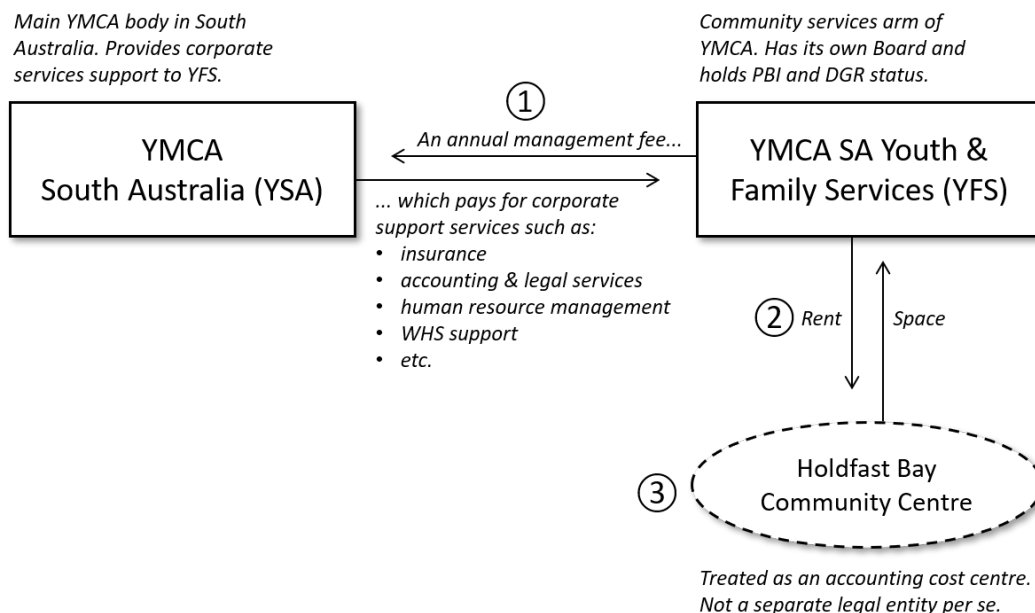 Main YMCA body in South
Australia. Provides corporate
services support to YFS.
Community services arm of
YMCA. Has its own Board and
holds PBI and DGR status.
YMCA
South Australia (YSA)
1
An annual management fee...
YMCA SA Youth &
Family Services (YFS)
... which pays for corporate
support services such as:
• insurance
• accounting & legal services
• human resource management
• WHS support
• etc.
2
Rent
Space
3
Holdfast Bay
Community Centre
Treated as an accounting cost centre.
Not a separate legal entity per se.